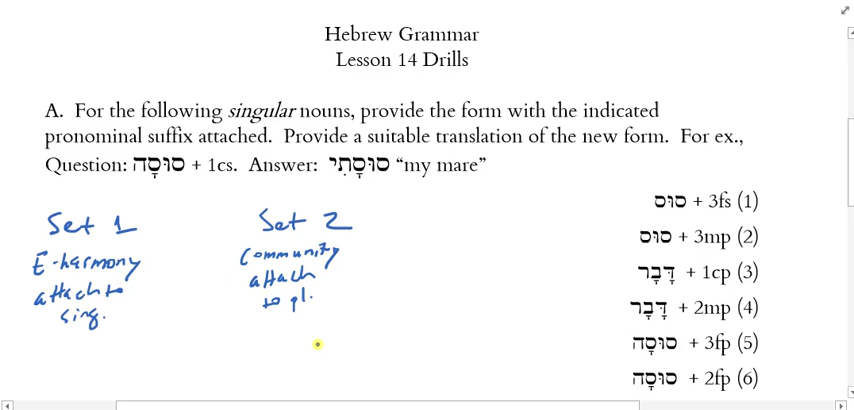 Hebrew Grammar
Lesson 14 Drills
A. For the following singular nouns, provide the form with the indicated
pronominal suffix attached. Provide a suitable translation of the new form. For ex.,
Question: סוּסָה + 1cs. Answer: סוּסָתִי “my mare”
Set 1
E-harmony
attach to
sing.
Set 2
Community
attach
to pl.
סוּס + 3fs (1)
סוּס + 3mp (2)
דָּבָר + 1cp (3)
דָּבָר + 2mp (4)
סוּסָה + 3fp (5)
סוּסָה + 2fp (6)